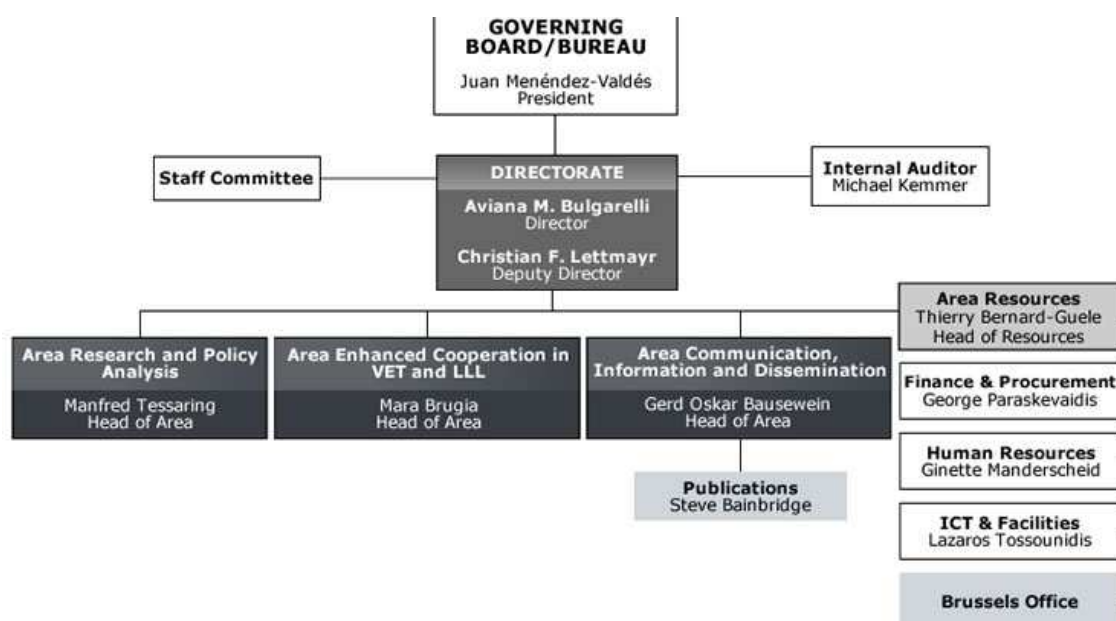 GOVERNING
BOARD/BUREAU
Juan Menéndez-Valdés
President
Staff Committee
DIRECTORATE
Aviana M. Bulgarelli
Director
Christian F. Lettmayr
Deputy Director
Internal Auditor
Michael Kemmer
Area Research and Policy
Analysis
Manfred Tessaring
Head of Area
Area Enhanced Cooperation in
VET and LLL
Mara Brugia
Head of Area
Area Communication,
Information and Dissemination
Gerd Oskar Bausewein
Head of Area
Publications
Steve Bainbridge
Area Resources
Thierry Bernard-Guele
Head of Resources
Finance & Procurement
George Paraskevaidis
Human Resources
Ginette Manderscheid
ICT & Facilities
Lazaros Tossounidis
Brussels Office